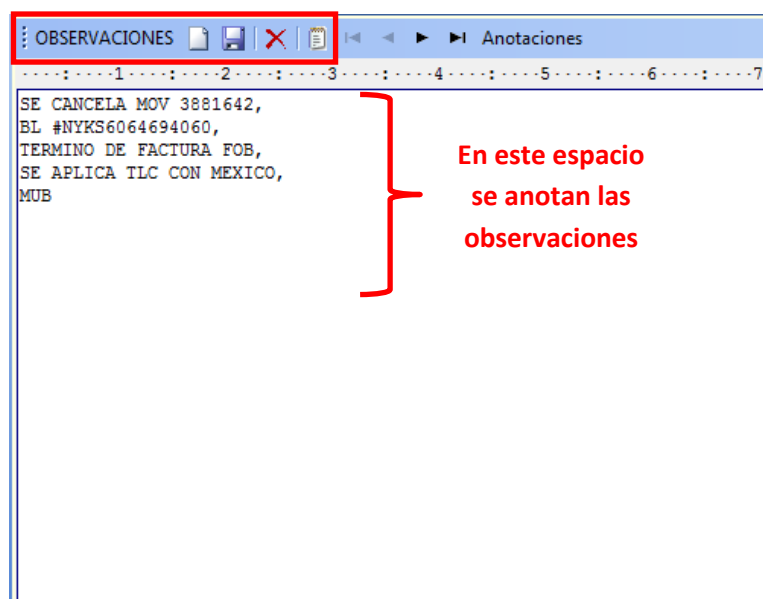 OBSERVACIONES Anotaciones
····:····1····:····2····:····3····:····4····:····5····:····6····:····7
SE CANCELA MOV 3881642,
BL #NYKS6064694060,
TERMINO DE FACTURA FOB,
SE APLICA TLC CON MEXICO,
MUB
En este espacio
se anotan las
observaciones